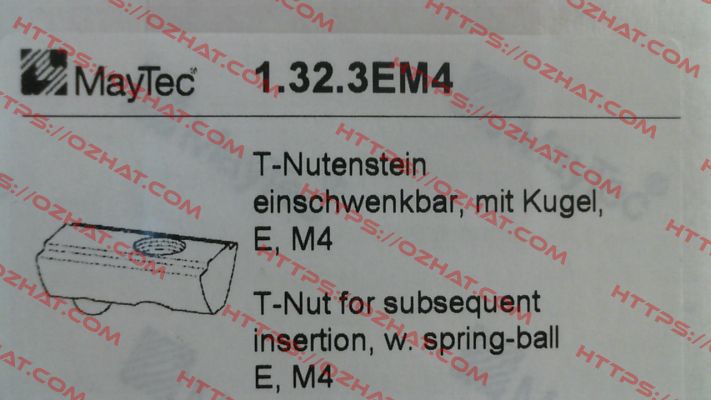 MayTec® 1.32.3EM4
T-Nutenstein
einschwenkbar, mit Kugel,
E, M4
T-Nut for subsequent
insertion, w. spring-ball
E, M4
HTTPS://OZHAT.COM